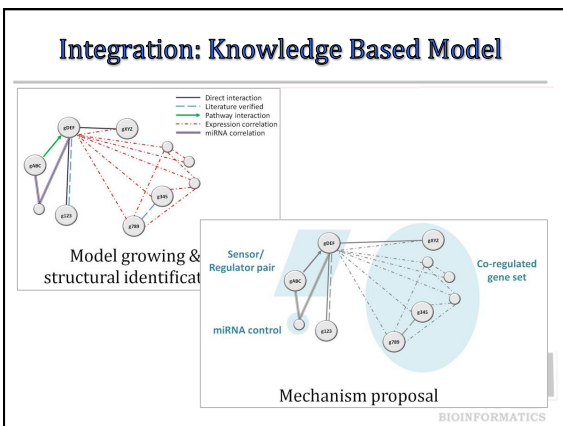 Integration: Knowledge Based Model
Direct interaction
Literature verified
Pathway interaction
Expression correlation
miRNA correlation
gDEF
gXYZ
gABC
g123
g345
g789
Model growing &
structural identificat
Sensor/
Regulator pair
gDEF
gXYZ
Co-regulated
gene set
gABC
miRNA control
g123
g345
g789
Mechanism proposal
BIOINFORMATICS